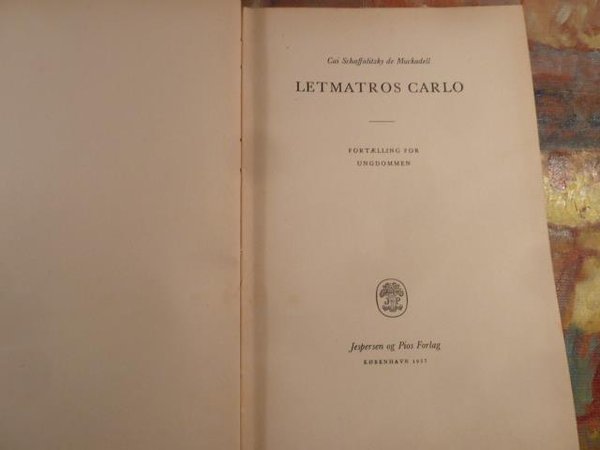 Cai Schaffalitzky de Muckadell
LETMATROS CARLO
FORTÆLLING FOR
UNGDOMMEN
J P
Jespersen og Pios Forlag
KØBENHAVN